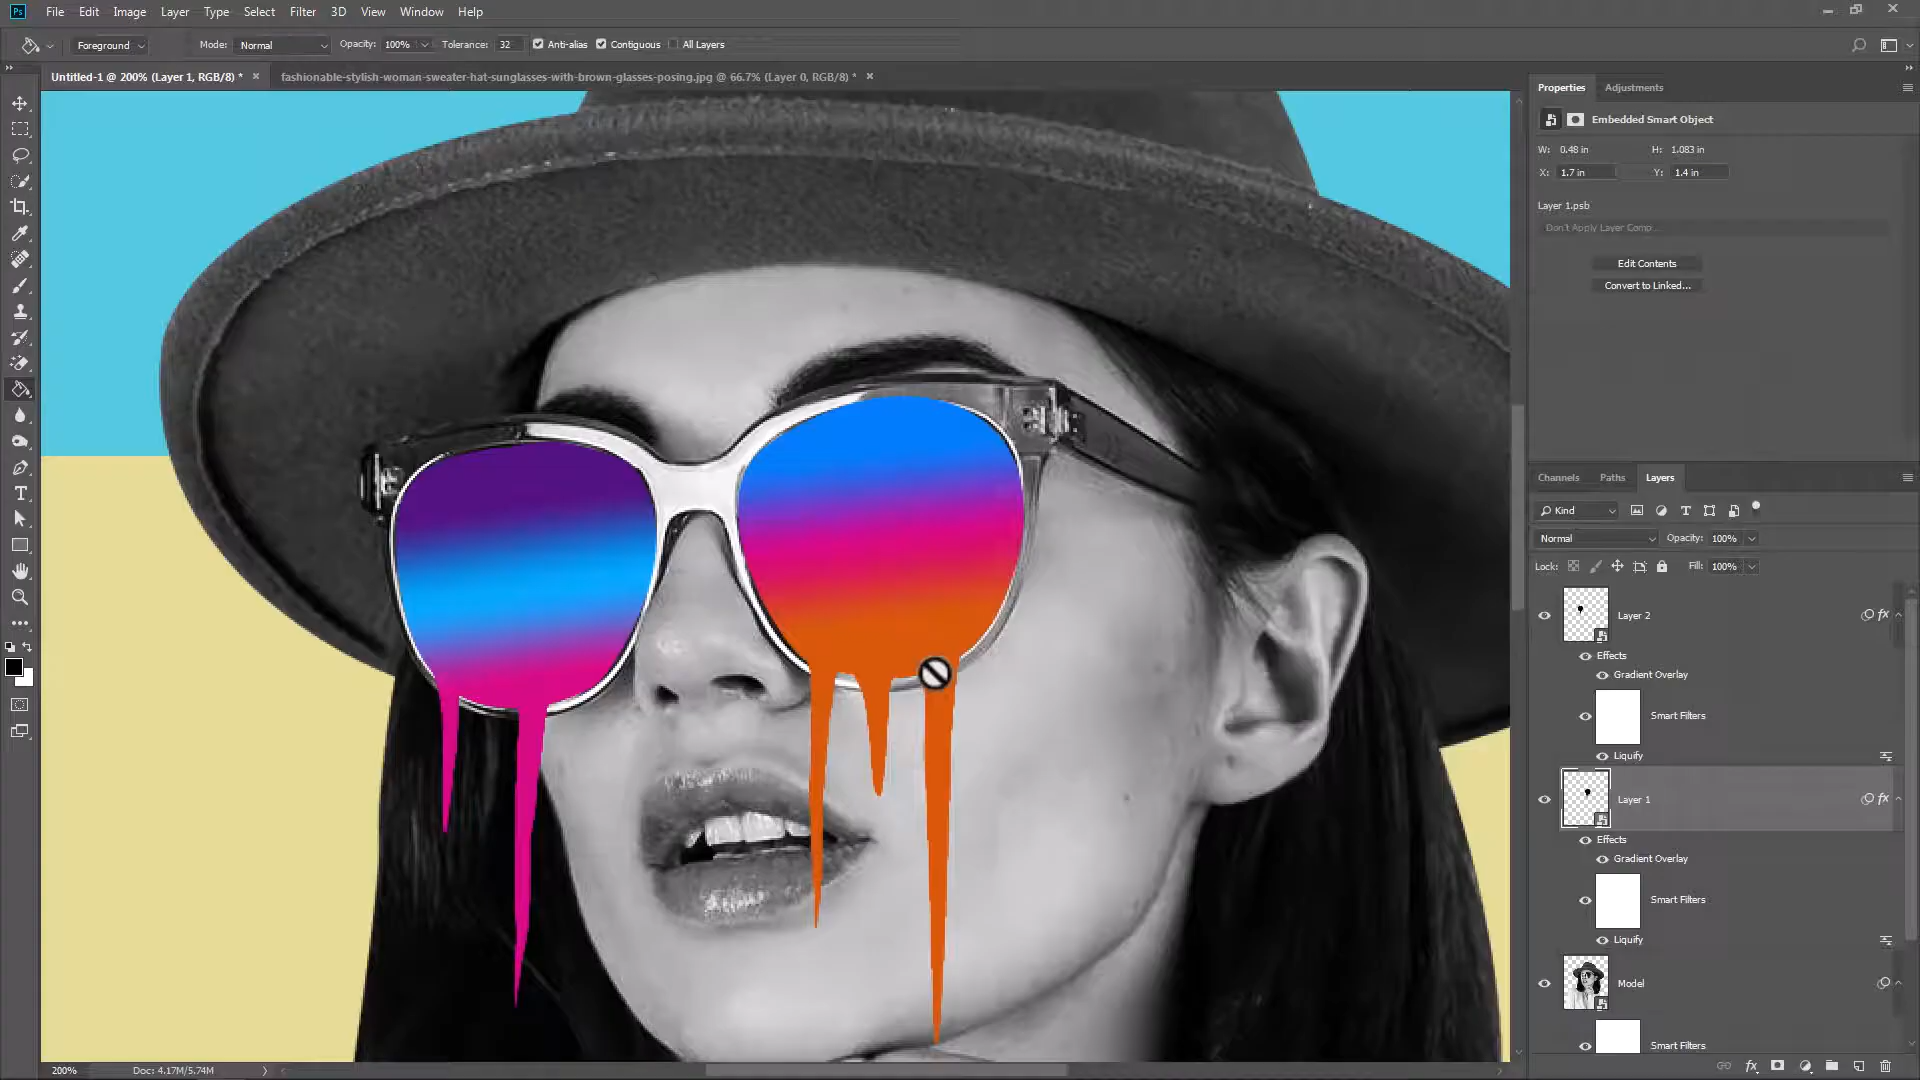 Ps File Edit Image Layer Type Select Filter 3D View Window Help
Foreground Mode: Normal Opacity: 100% Tolerance: 32 Anti-alias Contiguous All Layers
Untitled-1 @ 200% (Layer 1, RGB/8) * × fashionable-stylish-woman-sweater-hat-sunglasses-with-brown-glasses-posing.jpg @ 66.7% (Layer 0, RGB/8) * ×
Properties Adjustments
Embedded Smart Object
W: 0.48 in H: 1.083 in
X: 1.7 in Y: 1.4 in
Layer 1.psb
Don't Apply Layer Comp...
Edit Contents
Convert to Linked...
Channels Paths Layers
Kind
Normal Opacity: 100%
Lock: Fill: 100%
Layer 2 fx
Effects
Gradient Overlay
Smart Filters
Liquify
Layer 1 fx
Effects
Gradient Overlay
Smart Filters
Liquify
Model
Smart Filters
200% Doc: 4.17M/5.74M
fx